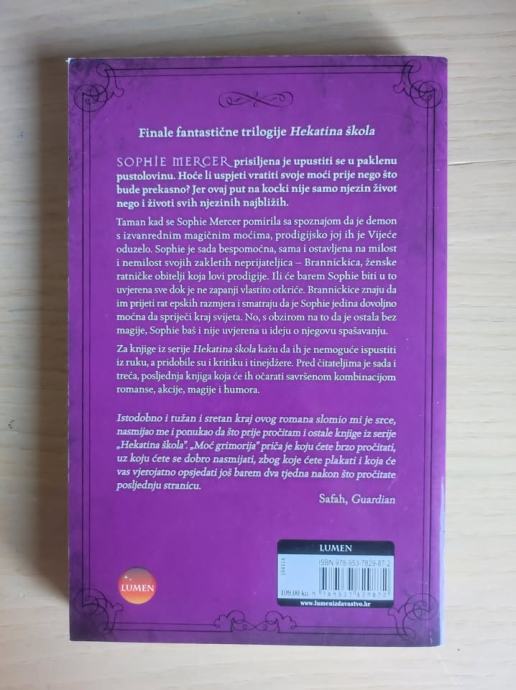 Finale fantastične trilogije Hekatina škola
SOPHIE MERCER prisiljena je upustiti se u paklenu
pustolovinu. Hoće li uspjeti vratiti svoje moći prije nego što
bude prekasno? Jer ovaj put na kocki nije samo njezin život
nego i životi svih njezinih najbližih.
Taman kad se Sophie Mercer pomirila sa spoznajom da je demon
s izvanrednim magičnim moćima, prodigijsko joj ih je Vijeće
oduzelo. Sophie je sada bespomoćna, sama i ostavljena na milost
i nemilost svojih zakletih neprijateljica – Brannickica, ženske
ratničke obitelji koja lovi prodigije. Ili će barem Sophie biti u to
uvjerena sve dok je ne zapanji vlastito otkriće. Brannickice znaju da
im prijeti rat epskih razmjera i smatraju da je Sophie jedina dovoljno
moćna da spriječi kraj svijeta. No, s obzirom na to da je ostala bez
magije, Sophie baš i nije uvjerena u ideju o njegovu spašavanju.
Za knjige iz serije Hekatina škola kažu da ih je nemoguće ispustiti
iz ruku, a pridobile su i kritiku i tinejdžere. Pred čitateljima je sada i
treća, posljednja knjiga koja će ih očarati savršenom kombinacijom
romanse, akcije, magije i humora.
Istodobno i tužan i sretan kraj ovog romana slomio mi je srce,
nasmijao me i ponukao da što prije pročitam i ostale knjige iz serije
„Hekatina škola”. „Moć grimorija” priča je koju ćete brzo pročitati,
uz koju ćete se dobro nasmijati, zbog koje ćete plakati i koja će
vas vjerojatno opsjedati još barem dva tjedna nakon što pročitate
posljednju stranicu.
Safah, Guardian
LUMEN
LUMEN
ISBN 978-953-7829-87-2
109,00 kn
www.lumenizdavastvo.hr